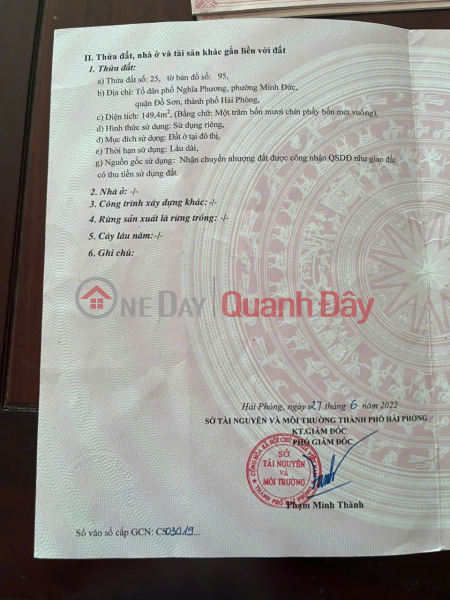 II. Thửa đất, nhà ở và tài sản khác gắn liền với đất
1. Thửa đất:
a) Thửa đất số: 25, tờ bản đồ số: 95,
b) Địa chỉ: Tổ dân phố Nghĩa Phương, phường Minh Đức,
quận Đồ Sơn, thành phố Hải Phòng,
c) Diện tích: 149,4m², (Bằng chữ: Một trăm bốn mươi chín phẩy bốn mét vuông),
d) Hình thức sử dụng: Sử dụng riêng,
đ) Mục đích sử dụng: Đất ở tại đô thị,
e) Thời hạn sử dụng: Lâu dài,
g) Nguồn gốc sử dụng: Nhận chuyển nhượng đất được công nhận QSDĐ như giao đất
có thu tiền sử dụng đất.
2. Nhà ở: -/-
3. Công trình xây dựng khác: -/-
4. Rừng sản xuất là rừng trồng: -/-
5. Cây lâu năm: -/-
6. Ghi chú:
ONEDAY Quanh Đây
Hải Phòng, ngày 27 tháng 6 năm 2022
SỞ TÀI NGUYÊN VÀ MÔI TRƯỜNG THÀNH PHỐ HẢI PHÒNG
KT.GIÁM ĐỐC
PHÓ GIÁM ĐỐC
SỞ
TÀI NGUYÊN
VÀ
MÔI TRƯỜNG
Phạm Minh Thành
Số vào sổ cấp GCN: CS03019...